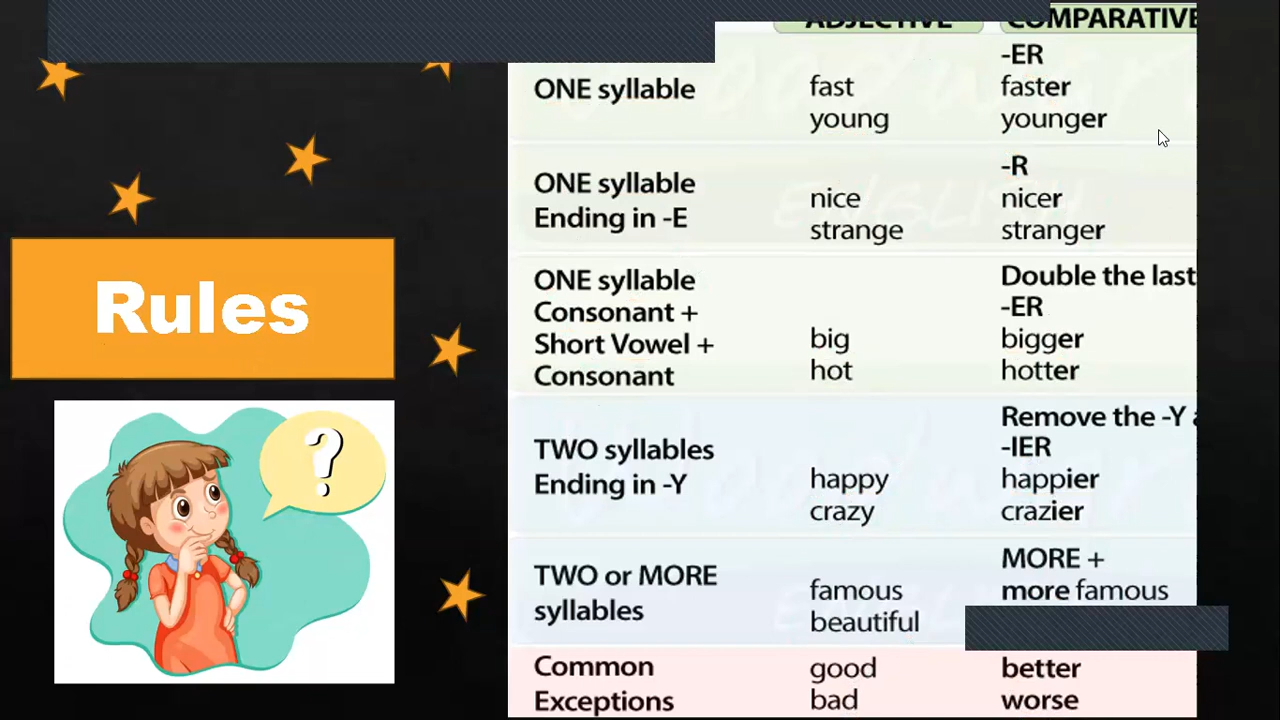 Rules
?
ADJECTIVE COMPARATIVE
ONE syllable
fast
young
-ER
faster
younger
ONE syllable
Ending in -E
nice
strange
-R
nicer
stranger
ONE syllable
Consonant +
Short Vowel +
Consonant
big
hot
Double the last
-ER
bigger
hotter
TWO syllables
Ending in -Y
happy
crazy
Remove the -Y
-IER
happier
crazier
TWO or MORE
syllables
famous
beautiful
MORE +
more famous
Common
Exceptions
good
bad
better
worse